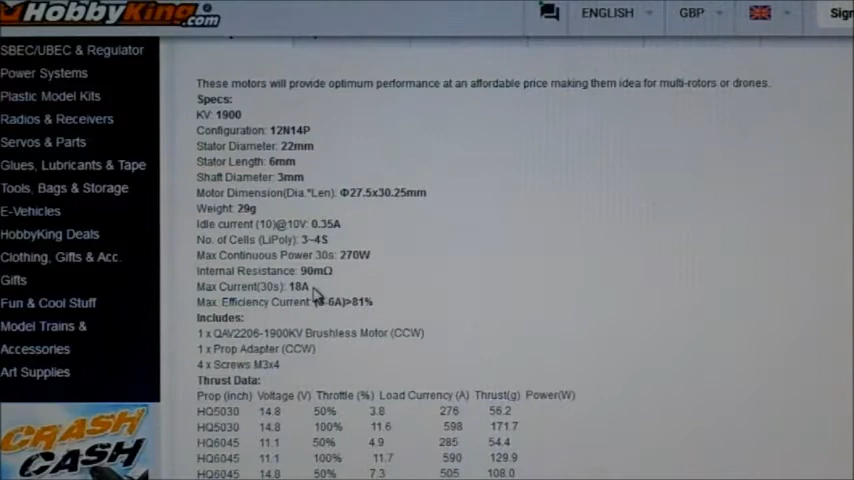 HobbyKing.com
ENGLISH
GBP
Sign
SBEC/UBEC & Regulator
Power Systems
Plastic Model Kits
Radios & Receivers
Servos & Parts
Glues, Lubricants & Tape
Tools, Bags & Storage
E-Vehicles
HobbyKing Deals
Clothing, Gifts & Acc.
Gifts
Fun & Cool Stuff
Model Trains &
Accessories
Art Supplies
CRASH
CASH
These motors will provide optimum performance at an affordable price making them idea for multi-rotors or drones.
Specs:
KV: 1900
Configuration: 12N14P
Stator Diameter: 22mm
Stator Length: 6mm
Shaft Diameter: 3mm
Motor Dimension(Dia.*Len): Φ27.5x30.25mm
Weight: 29g
Idle current (10)@10V: 0.35A
No. of Cells (LiPoly): 3~4S
Max Continuous Power 30s: 270W
Internal Resistance: 90mΩ
Max Current(30s): 18A
Max. Efficiency Current
Includes:
1 x QAV2206-1900KV Brushless Motor (CCW)
1 x Prop Adapter (CCW)
4 x Screws M3x4
Thrust Data:
Prop (inch) Voltage (V) Throttle (%) Load Currency (A) Thrust(g) Power(W)
HQ5030 14.8 50% 3.8 276 56.2
HQ5030 14.8 100% 11.6 598 171.7
HQ6045 11.1 50% 4.9 285 54.4
HQ6045 11.1 100% 11.7 590 129.9
HQ6045 14.8 50% 7.3 505 108.0